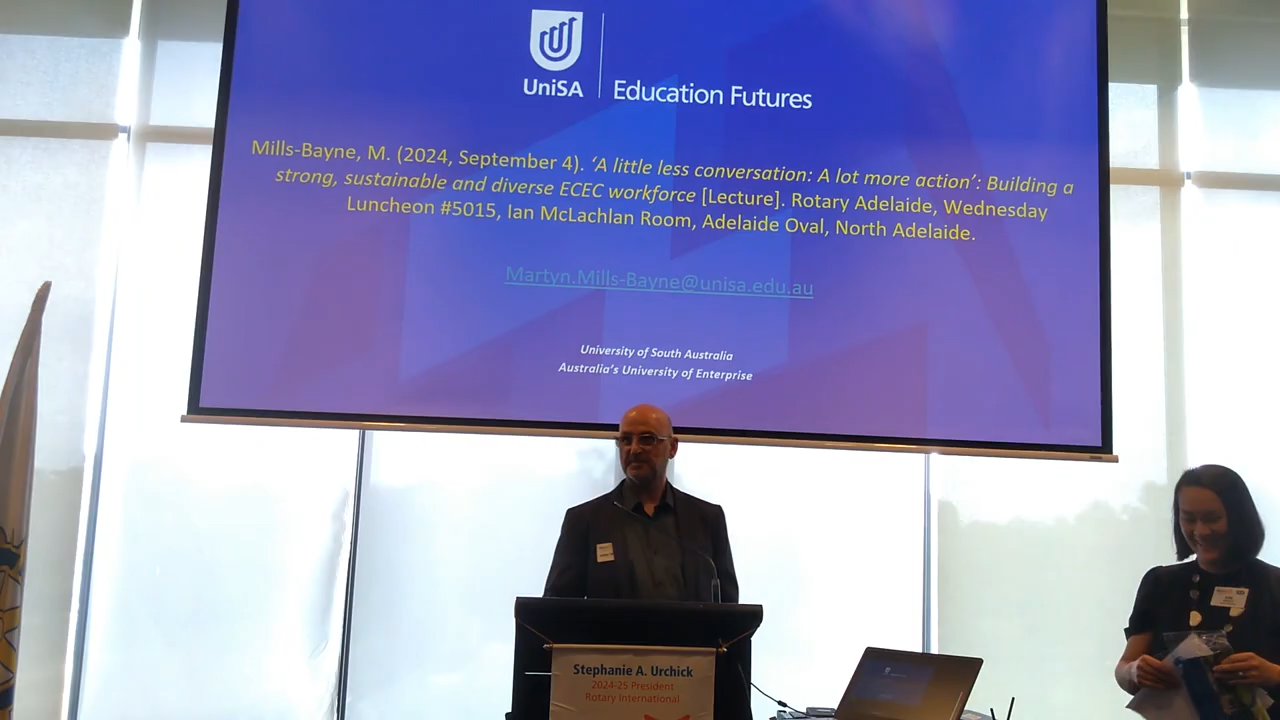 UniSA
Education Futures
Mills-Bayne, M. (2024, September 4). ‘A little less conversation: A lot more action’: Building a
strong, sustainable and diverse ECEC workforce [Lecture]. Rotary Adelaide, Wednesday
Luncheon #5015, Ian McLachlan Room, Adelaide Oval, North Adelaide.
Martyn.Mills-Bayne@unisa.edu.au
University of South Australia
Australia’s University of Enterprise
Stephanie A. Urchick
2024-25 President
Rotary International